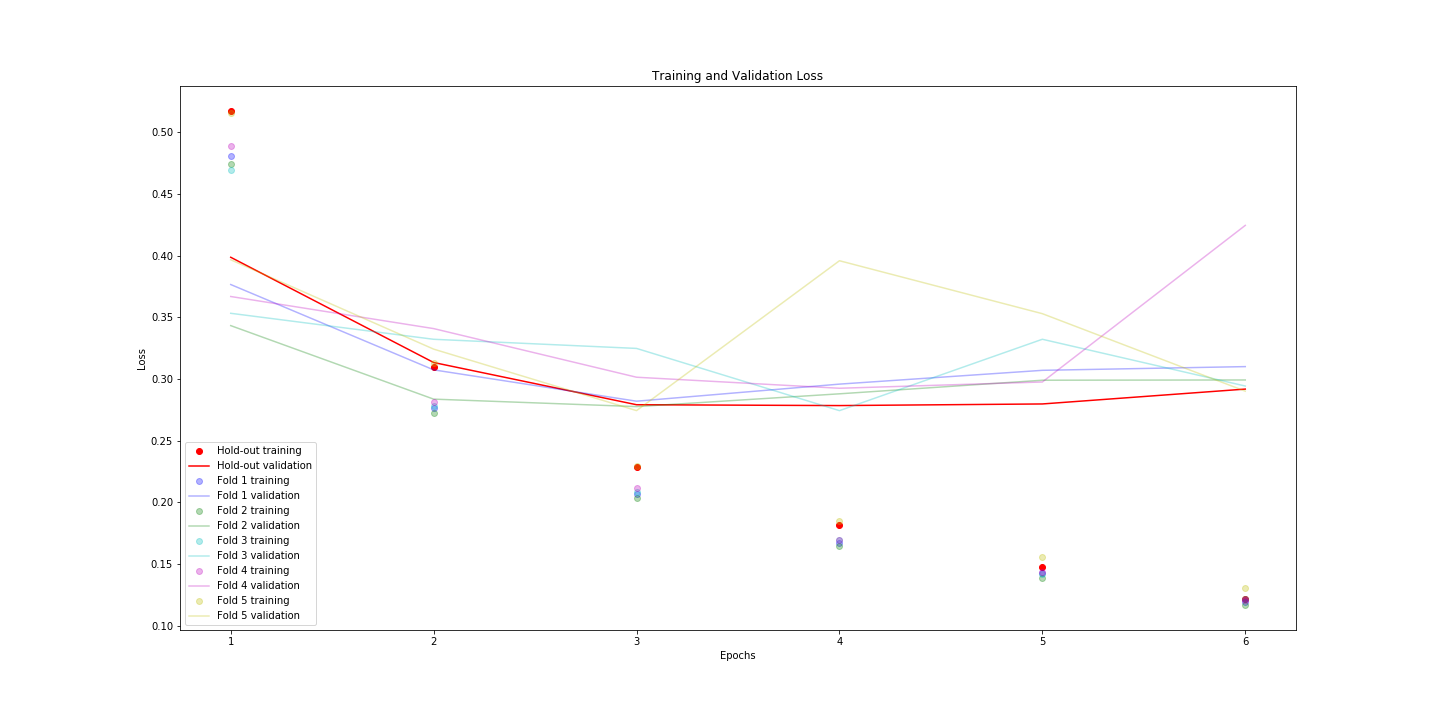 Training and Validation Loss
0.50
0.45
0.40
0.35
0.30
0.25
0.20
0.15
0.10
Loss
Hold-out training
Hold-out validation
Fold 1 training
Fold 1 validation
Fold 2 training
Fold 2 validation
Fold 3 training
Fold 3 validation
Fold 4 training
Fold 4 validation
Fold 5 training
Fold 5 validation
1 2 3 4 5 6
Epochs